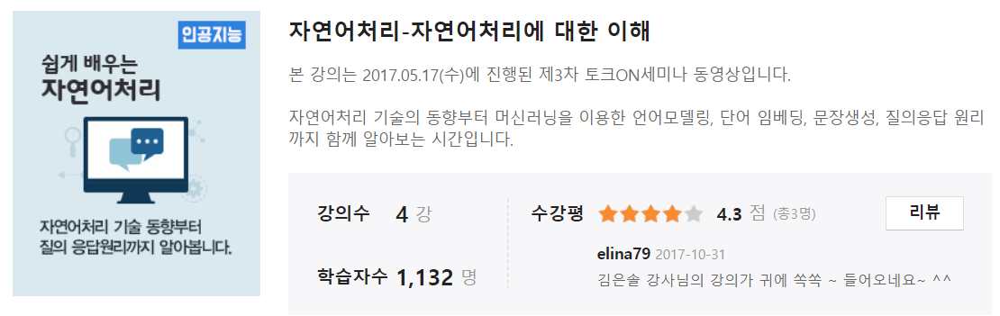 인공지능
쉽게 배우는
자연어처리
자연어처리 기술 동향부터
질의 응답원리까지 알아봅니다.
자연어처리-자연어처리에 대한 이해
본 강의는 2017.05.17(수)에 진행된 제3차 토크ON세미나 동영상입니다.
자연어처리 기술의 동향부터 머신러닝을 이용한 언어모델링, 단어 임베딩, 문장생성, 질의응답 원리
까지 함께 알아보는 시간입니다.
강의수 4 강
학습자수 1,132 명
수강평 4.3 점 (총3명)
리뷰
elina79 2017-10-31
김은솔 강사님의 강의가 귀에 쏙쏙 ~ 들어오네요~ ^^